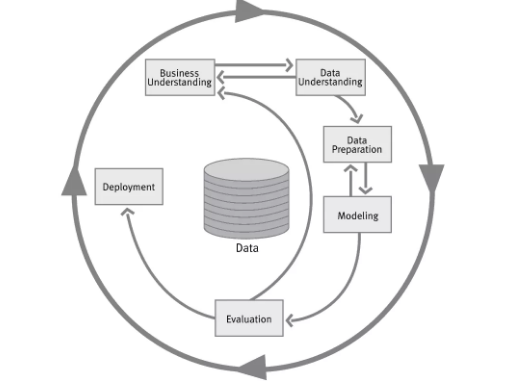 Business
Understanding
Data
Understanding
Data
Preparation
Deployment
Modeling
Data
Evaluation